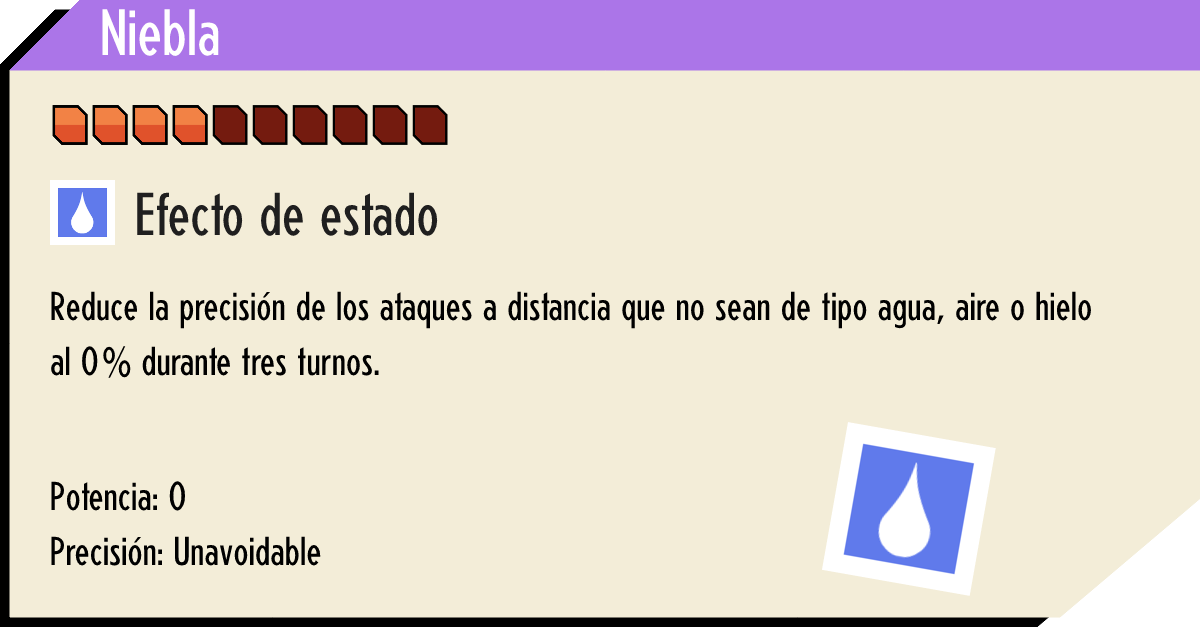 Niebla
Efecto de estado
Reduce la precisión de los ataques a distancia que no sean de tipo agua, aire o hielo
al 0% durante tres turnos.
Potencia: 0
Precisión: Unavoidable